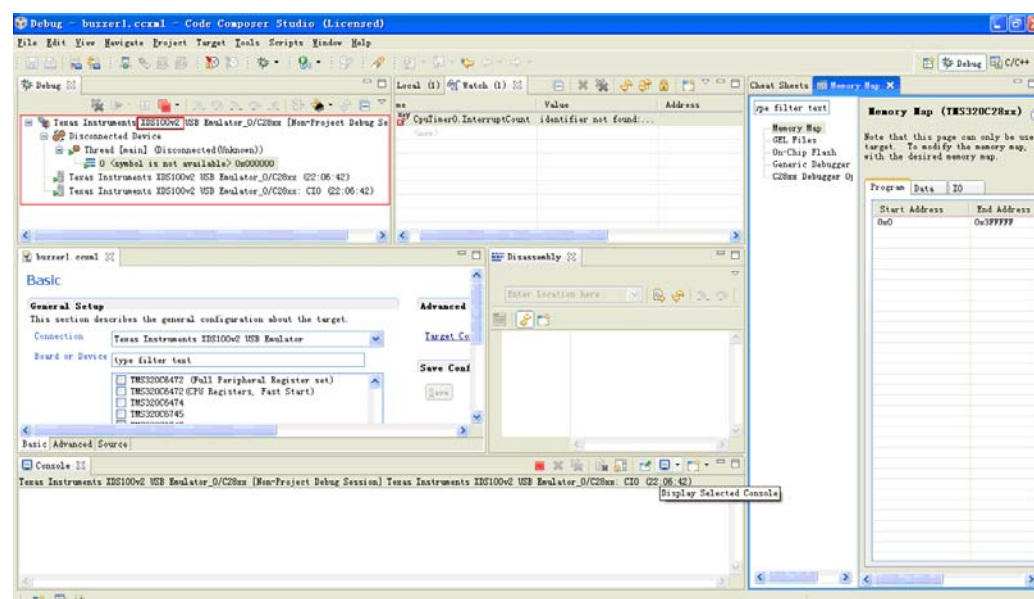 Debug - buzzer1.ccxml - Code Composer Studio (Licensed)
File Edit View Navigate Project Target Tools Scripts Window Help
Debug C/C++
Debug
Texas Instruments XDS100v2 USB Emulator_0/C28xx [Non-Project Debug Se
Disconnected Device
Thread [main] (Disconnected(Unknown))
0 <symbol is not available> 0x000000
Texas Instruments XDS100v2 USB Emulator_0/C28xx (22:06:42)
Texas Instruments XDS100v2 USB Emulator_0/C28xx: CIO (22:06:42)
Local (1) Watch (1)
me Value Address
CpuTimer0.InterruptCount identifier not found:...
<new>
Cheat Sheets Memory Map
ype filter text
Memory Map
GEL Files
On-Chip Flash
Generic Debugger
C28xx Debugger Op
Memory Map (TMS320C28xx)
Note that this page can only be use
target. To modify the memory map,
with the desired memory map.
Program Data IO
Start Address End Address
0x0 0x3FFFFF
buzzer1.ccxml
Basic
General Setup
This section describes the general configuration about the target.
Connection Texas Instruments XDS100v2 USB Emulator
Board or Device type filter text
TMS320C6472 (Full Peripheral Register set)
TMS320C6472(CPU Registers, Fast Start)
TMS320C6474
TMS320C6745
Advanced
Target Co
Save Conf
Save
Basic Advanced Source
Disassembly
Enter location here
Console
Texas Instruments XDS100v2 USB Emulator_0/C28xx [Non-Project Debug Session] Texas Instruments XDS100v2 USB Emulator_0/C28xx: CIO (22:06:42)
Display Selected Console